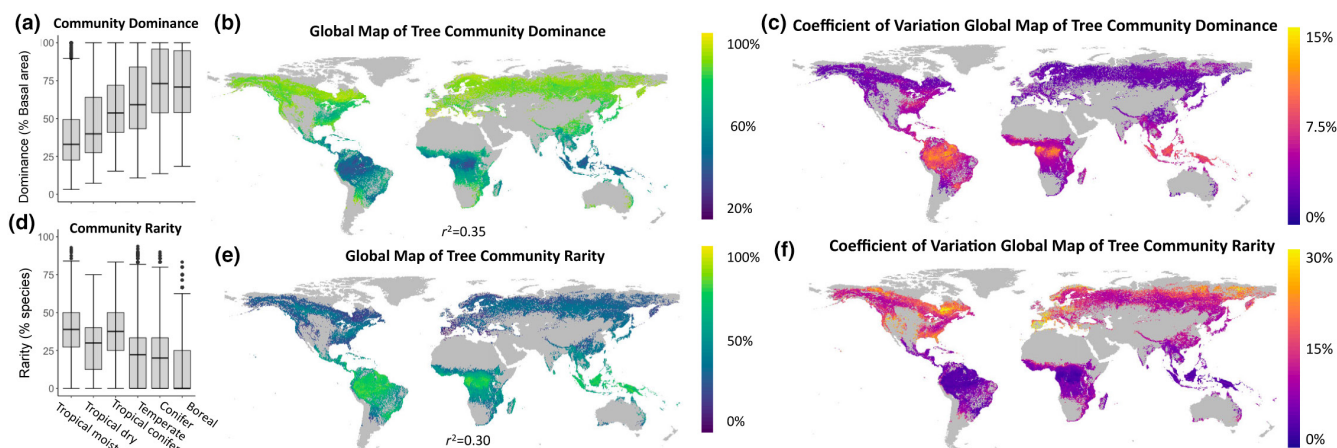 (a) Community Dominance
Dominance (% Basal area)
100
75
50
25
0
(b)
Global Map of Tree Community Dominance
100%
60%
20%
r²=0.35
(c) Coefficient of Variation Global Map of Tree Community Dominance
15%
7.5%
0%
(d) Community Rarity
Rarity (% species)
100
75
50
25
0
Tropical
Tropical dry
Tropical conifer
Temperate
Conifer
Boreal
(e) Global Map of Tree Community Rarity
100%
50%
0%
r²=0.30
(f) Coefficient of Variation Global Map of Tree Community Rarity
30%
15%
0%